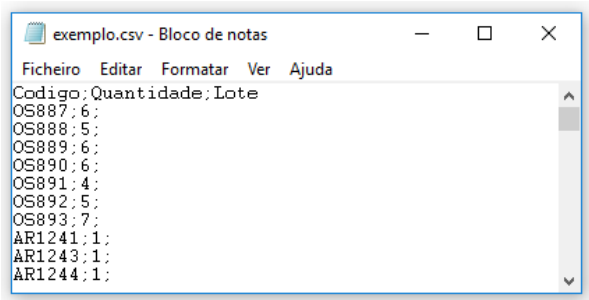 exemplo.csv - Bloco de notas
Ficheiro Editar Formatar Ver Ajuda
Codigo;Quantidade;Lote
OS887;6;
OS888;5;
OS889;6;
OS890;6;
OS891;4;
OS892;5;
OS893;7;
AR1241;1;
AR1243;1;
AR1244;1;